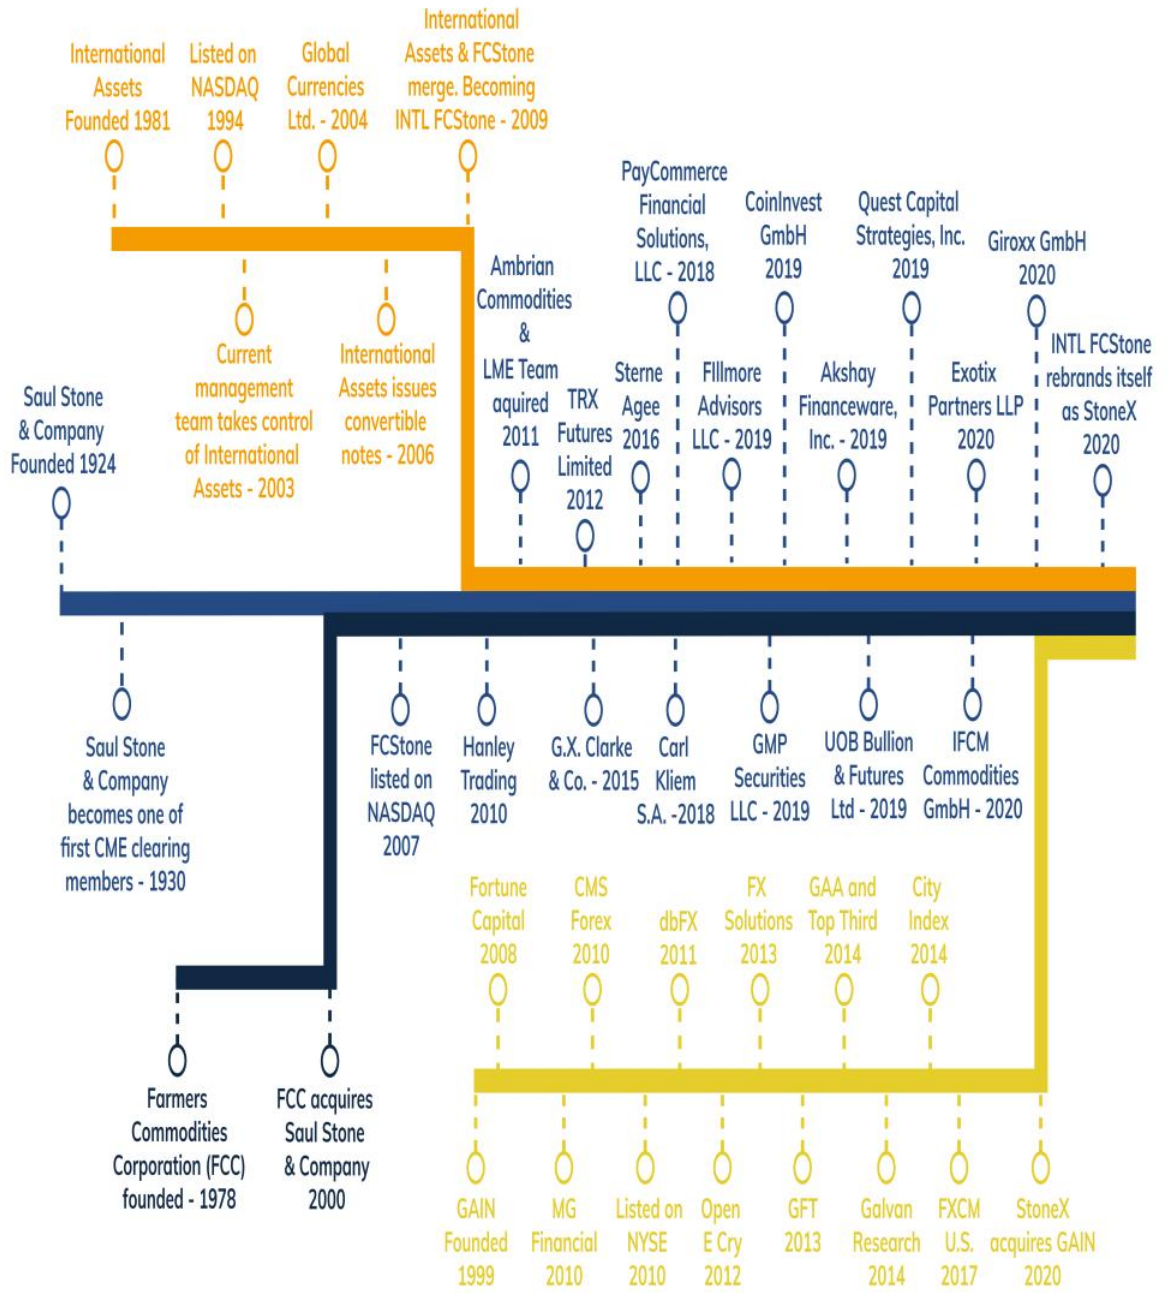 International
Assets
Founded 1981
Listed on
NASDAQ
1994
Global
Currencies
Ltd. - 2004
International
Assets & FCStone
merge. Becoming
INTL FCStone - 2009
Current
management
team takes control
of International
Assets - 2003
International
Assets issues
convertible
notes - 2006
Saul Stone
& Company
Founded 1924
Ambrian
Commodities
&
LME Team
aquired
2011
TRX
Futures
Limited
2012
Sterne
Agee
2016
PayCommerce
Financial
Solutions,
LLC - 2018
FIllmore
Advisors
LLC - 2019
CoinInvest
GmbH
2019
Akshay
Financeware,
Inc. - 2019
Quest Capital
Strategies, Inc.
2019
Exotix
Partners LLP
2020
Giroxx GmbH
2020
INTL FCStone
rebrands itself
as StoneX
2020
Saul Stone
& Company
becomes one of
first CME clearing
members - 1930
FCStone
listed on
NASDAQ
2007
Hanley
Trading
2010
G.X. Clarke
& Co. - 2015
Carl
Kliem
S.A. -2018
GMP
Securities
LLC - 2019
UOB Bullion
& Futures
Ltd - 2019
IFCM
Commodities
GmbH - 2020
Farmers
Commodities
Corporation (FCC)
founded - 1978
FCC acquires
Saul Stone
& Company
2000
Fortune
Capital
2008
CMS
Forex
2010
dbFX
2011
FX
Solutions
2013
GAA and
Top Third
2014
City
Index
2014
GAIN
Founded
1999
MG
Financial
2010
Listed on
NYSE
2010
Open
E Cry
2012
GFT
2013
Galvan
Research
2014
FXCM
U.S.
2017
StoneX
acquires GAIN
2020